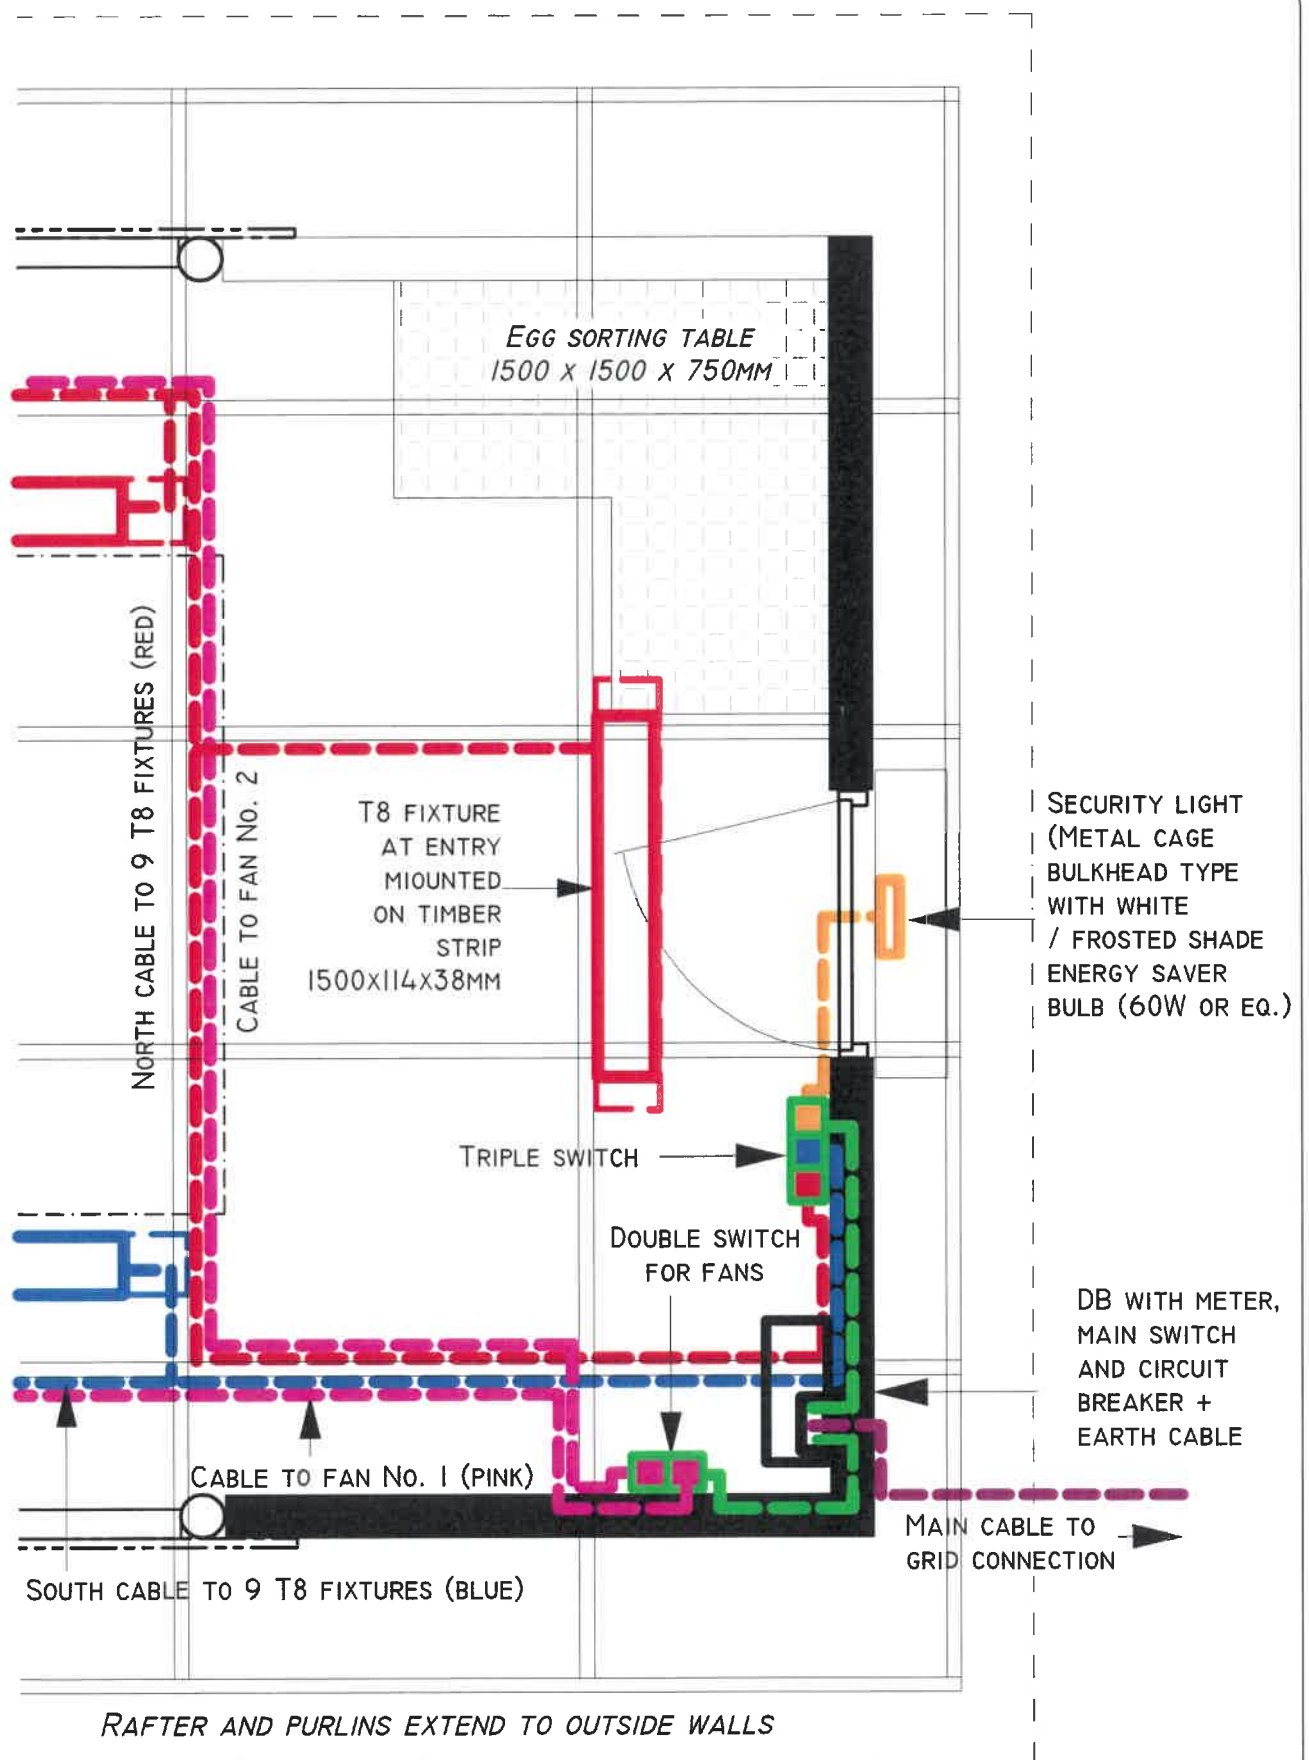 EGG SORTING TABLE
1500 X 1500 X 750MM
NORTH CABLE TO 9 T8 FIXTURES (RED)
CABLE TO FAN NO. 2
T8 FIXTURE
AT ENTRY
MIOUNTED
ON TIMBER
STRIP
1500X114X38MM
SECURITY LIGHT
(METAL CAGE
BULKHEAD TYPE
WITH WHITE
/ FROSTED SHADE
ENERGY SAVER
BULB (60W OR EQ.)
TRIPLE SWITCH
DOUBLE SWITCH
FOR FANS
DB WITH METER,
MAIN SWITCH
AND CIRCUIT
BREAKER +
EARTH CABLE
CABLE TO FAN NO. 1 (PINK)
MAIN CABLE TO
GRID CONNECTION
SOUTH CABLE TO 9 T8 FIXTURES (BLUE)
RAFTER AND PURLINS EXTEND TO OUTSIDE WALLS